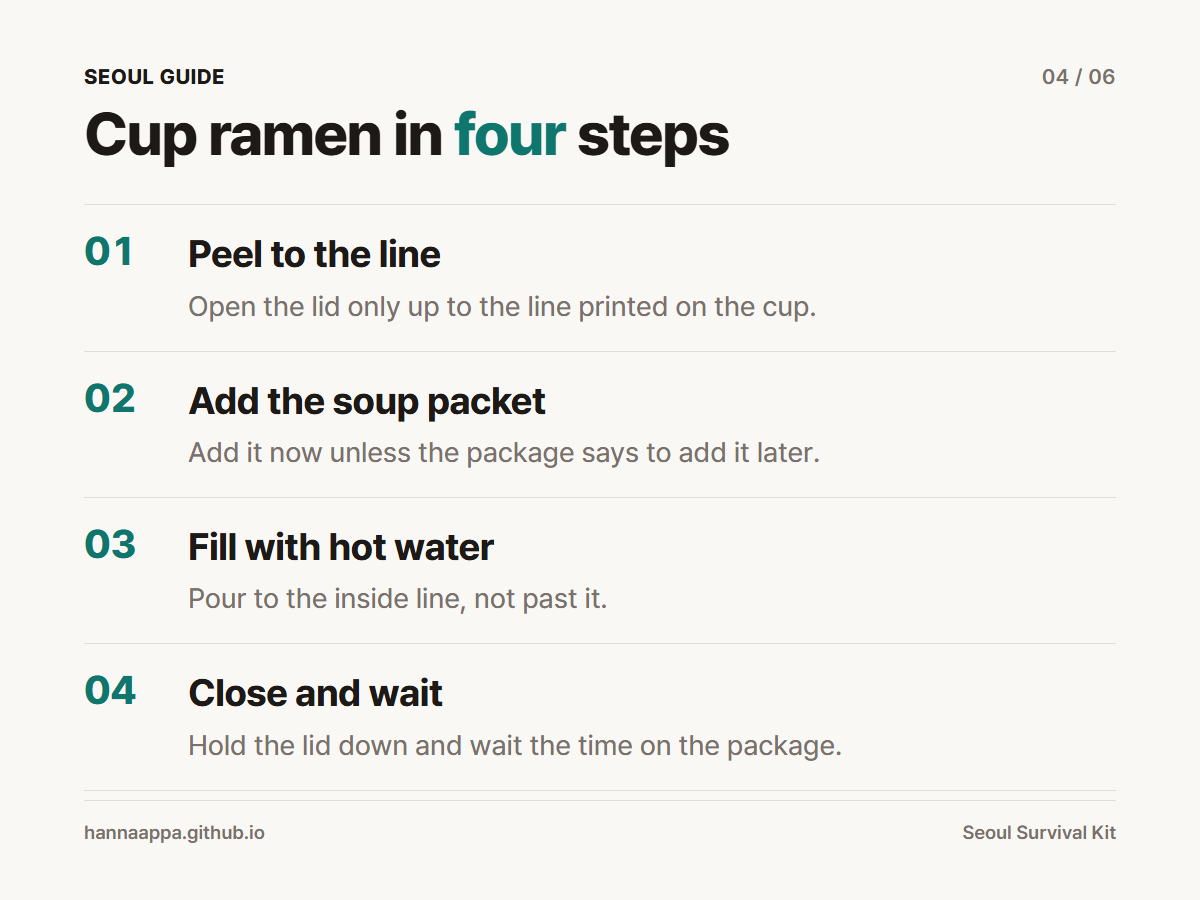 SEOUL GUIDE
04 / 06
Cup ramen in four steps
01
Peel to the line
Open the lid only up to the line printed on the cup.
02
Add the soup packet
Add it now unless the package says to add it later.
03
Fill with hot water
Pour to the inside line, not past it.
04
Close and wait
Hold the lid down and wait the time on the package.
hannaappa.github.io
Seoul Survival Kit